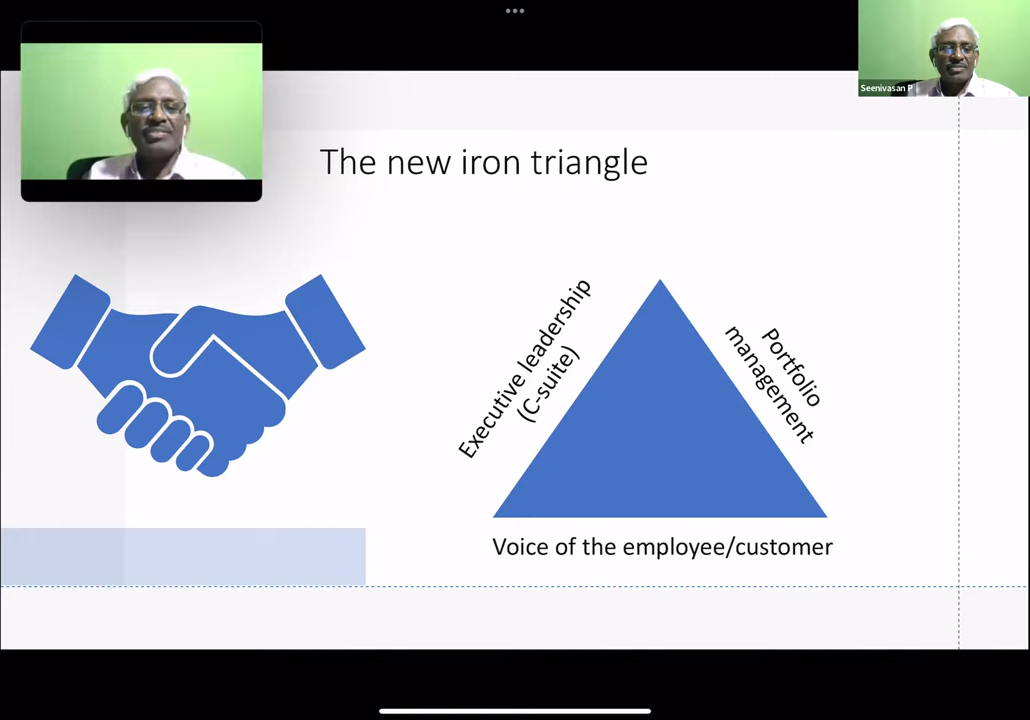 Seenivasan P
The new iron triangle
Executive leadership
(C-suite)
Portfolio
management
Voice of the employee/customer